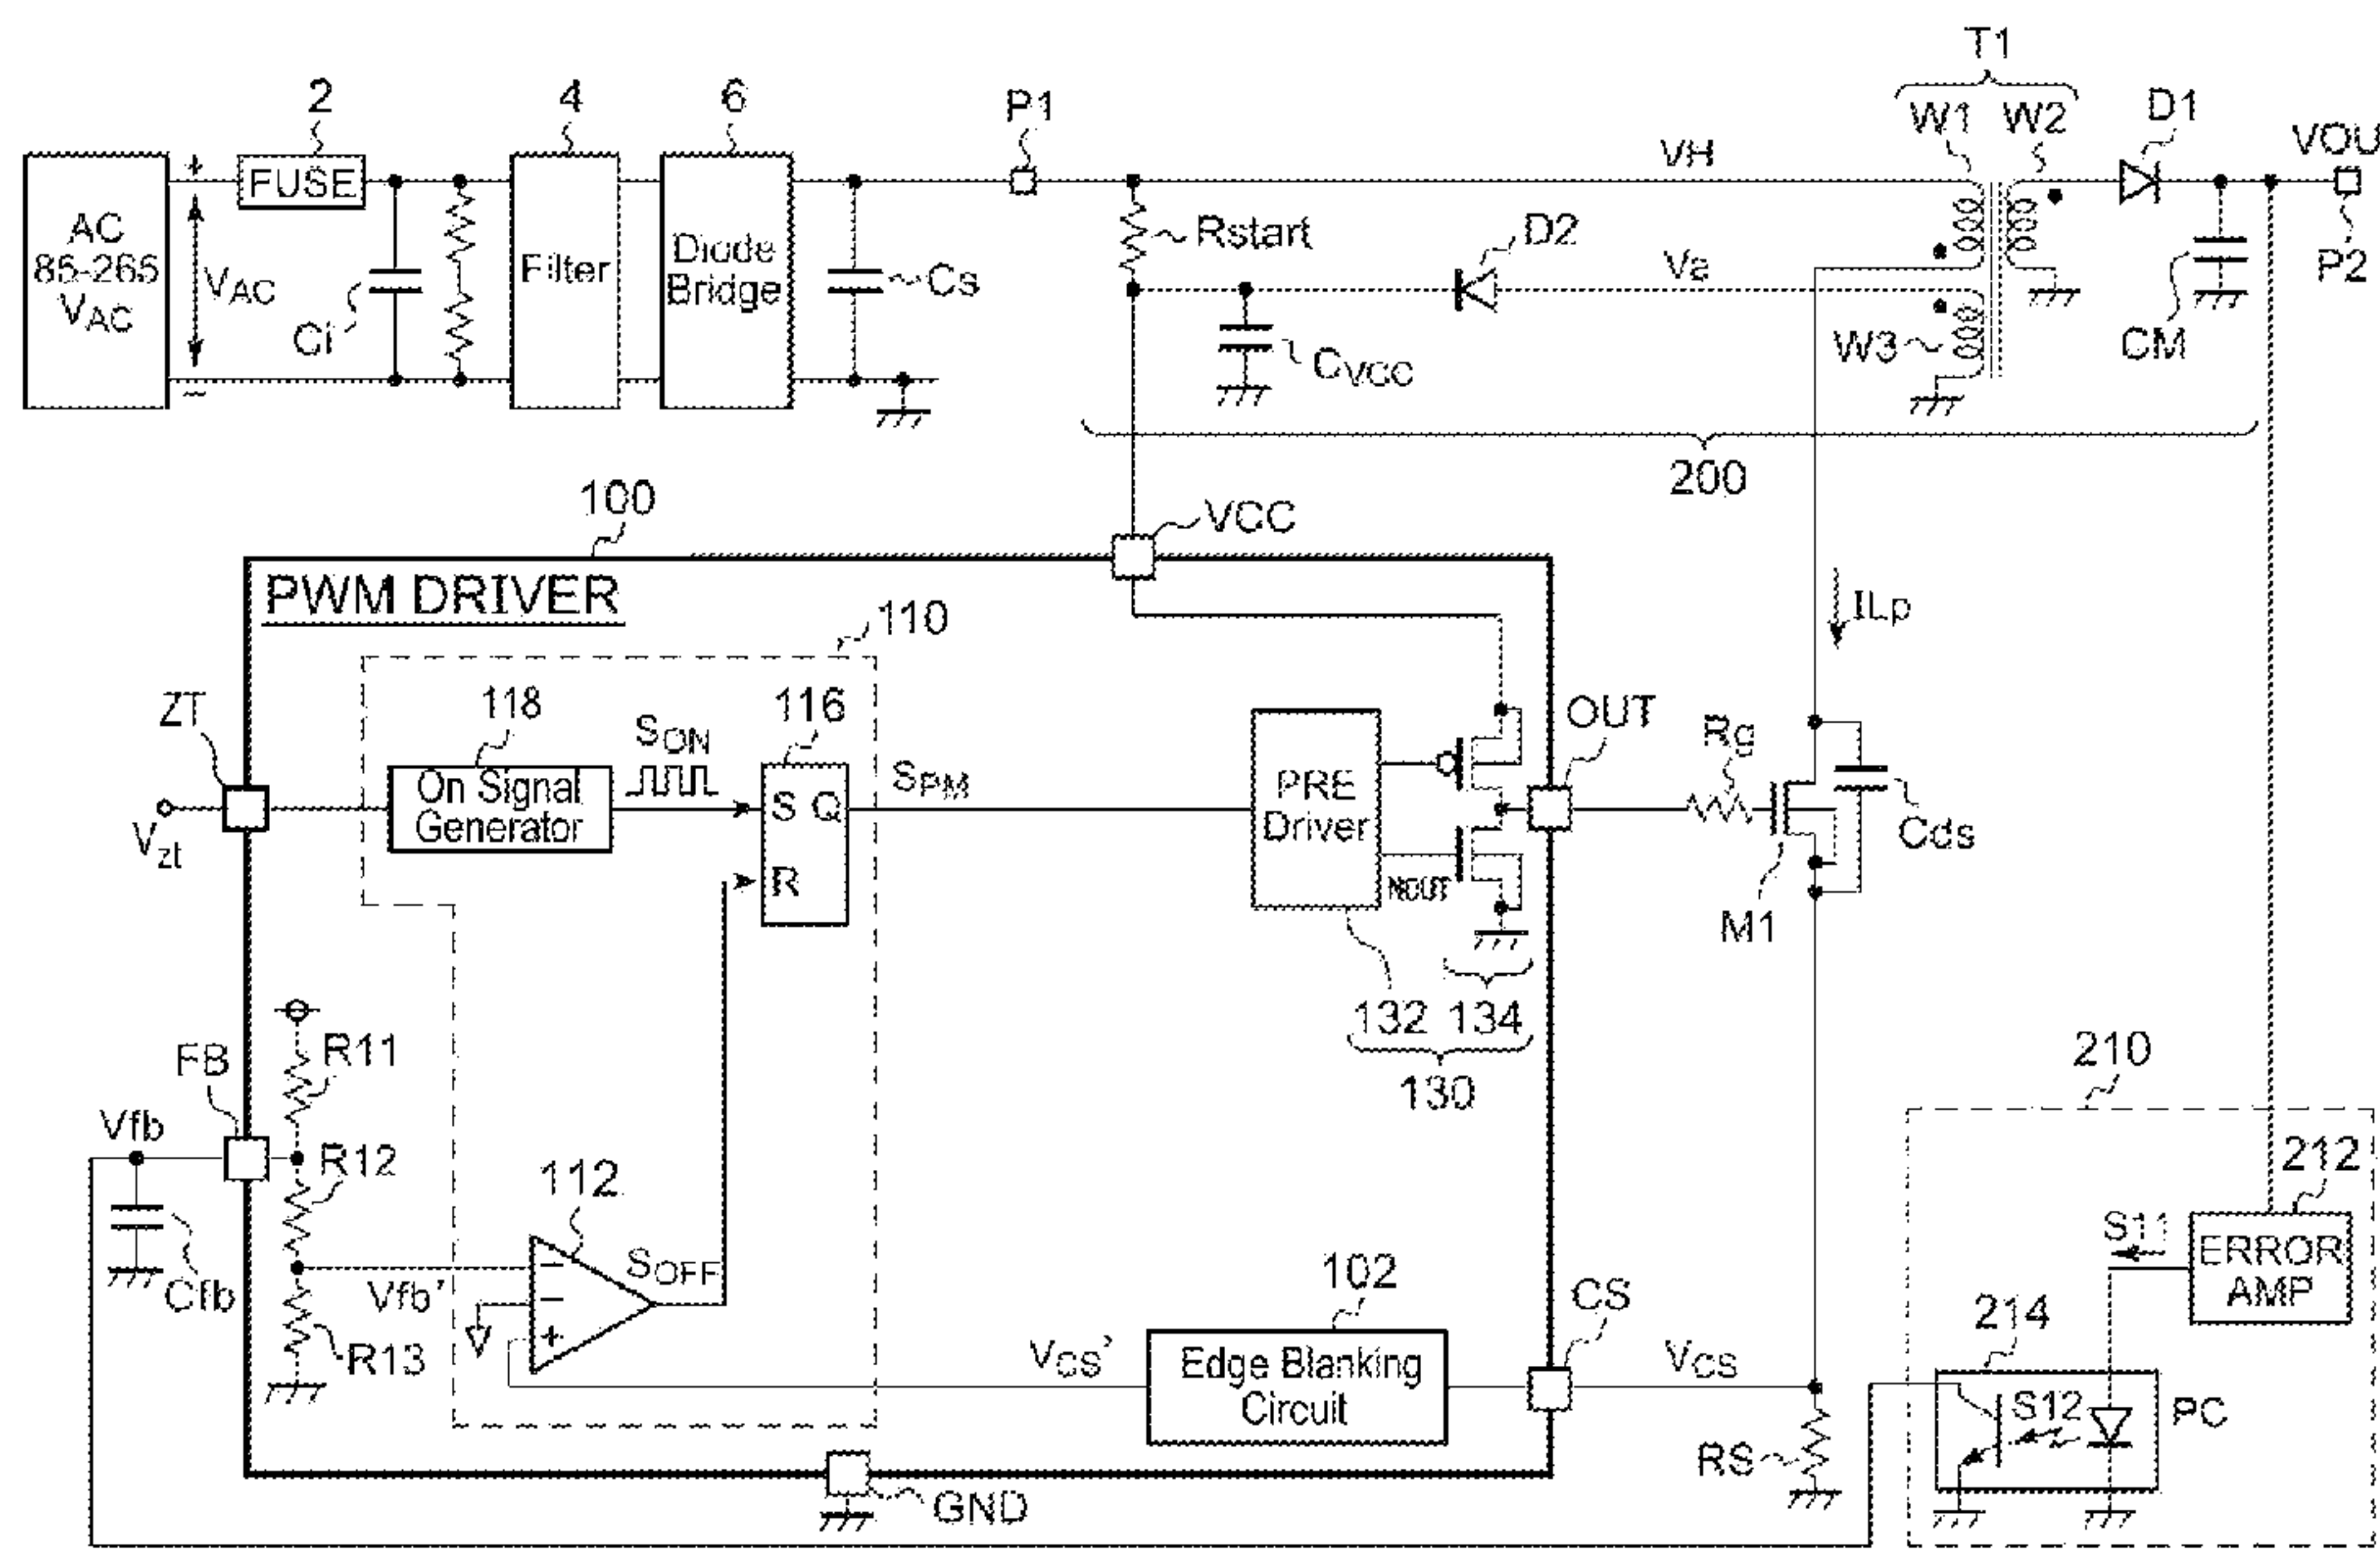 T1
2
4
6
P1
W1
W2
D1
VOU
+
FUSE
VH
AC
85-265
VAC
VAC
Ci
Filter
Diode
Bridge
Cs
Rstart
D2
Va
P2
CVCC
W3
CM
−
200
100
VCC
PWM DRIVER
110
ILp
ZT
118
SON
116
OUT
Rg
On Signal
Generator
S Q
SPM
PRE
Driver
Vzt
R
NOUT
Cds
M1
132
134
130
R11
FB
210
Vfb
R12
112
212
S11
ERROR
AMP
Cfb
Vfb'
−
−
+
SOFF
102
CS
214
R13
VCS'
Edge Blanking
Circuit
VCS
S12
PC
RS
GND